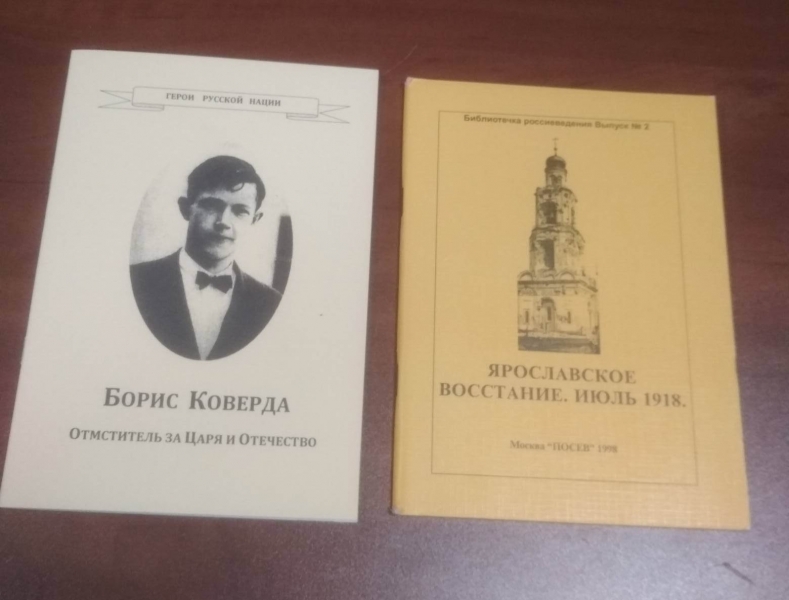 ГЕРОИ РУССКОЙ НАЦИИ
БОРИС КОВЕРДА
ОТМСТИТЕЛЬ ЗА ЦАРЯ И ОТЕЧЕСТВО
Библиотечка россиеведения Выпуск № 2
ЯРОСЛАВСКОЕ
ВОССТАНИЕ. ИЮЛЬ 1918.
Москва "ПОСЕВ" 1998